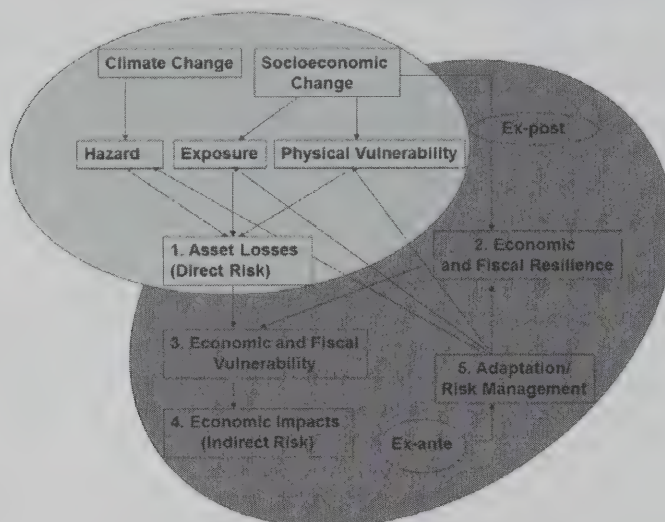 Climate Change
Socioeconomic
Change
Ex-post
Hazard
Exposure
Physical Vulnerability
1. Asset Losses
(Direct Risk)
2. Economic
and Fiscal Resilience
3. Economic and Fiscal
Vulnerability
5. Adaptation/
Risk Management
4. Economic Impacts
(Indirect Risk)
Ex-ante